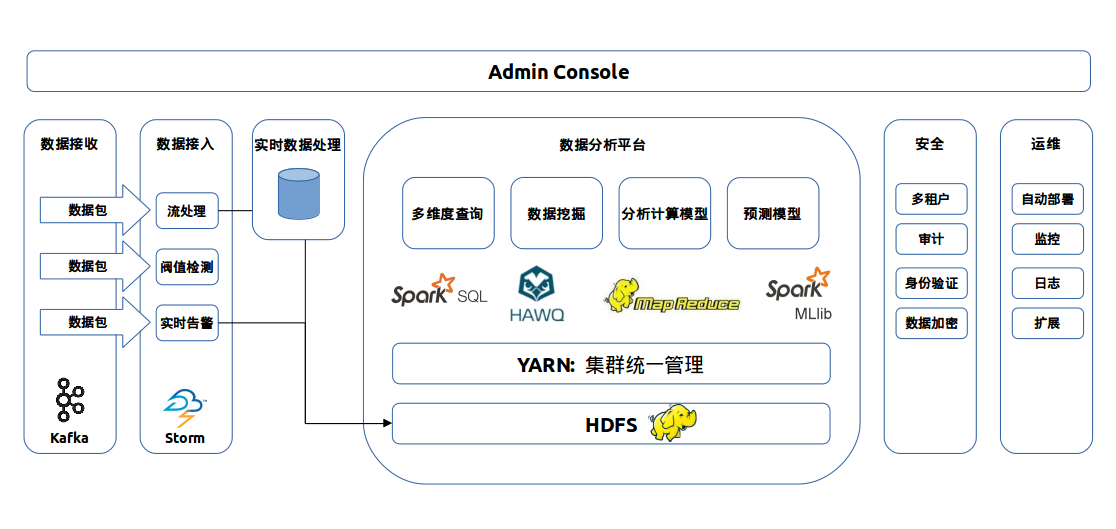 Admin Console
数据接收
数据包
数据包
数据包
Kafka
数据接入
流处理
阀值检测
实时告警
Storm
实时数据处理
数据分析平台
多维度查询
数据挖掘
分析计算模型
预测模型
Spark SQL
HAWQ
Map Reduce
Spark
MLlib
YARN: 集群统一管理
HDFS
安全
多租户
审计
身份验证
数据加密
运维
自动部署
监控
日志
扩展